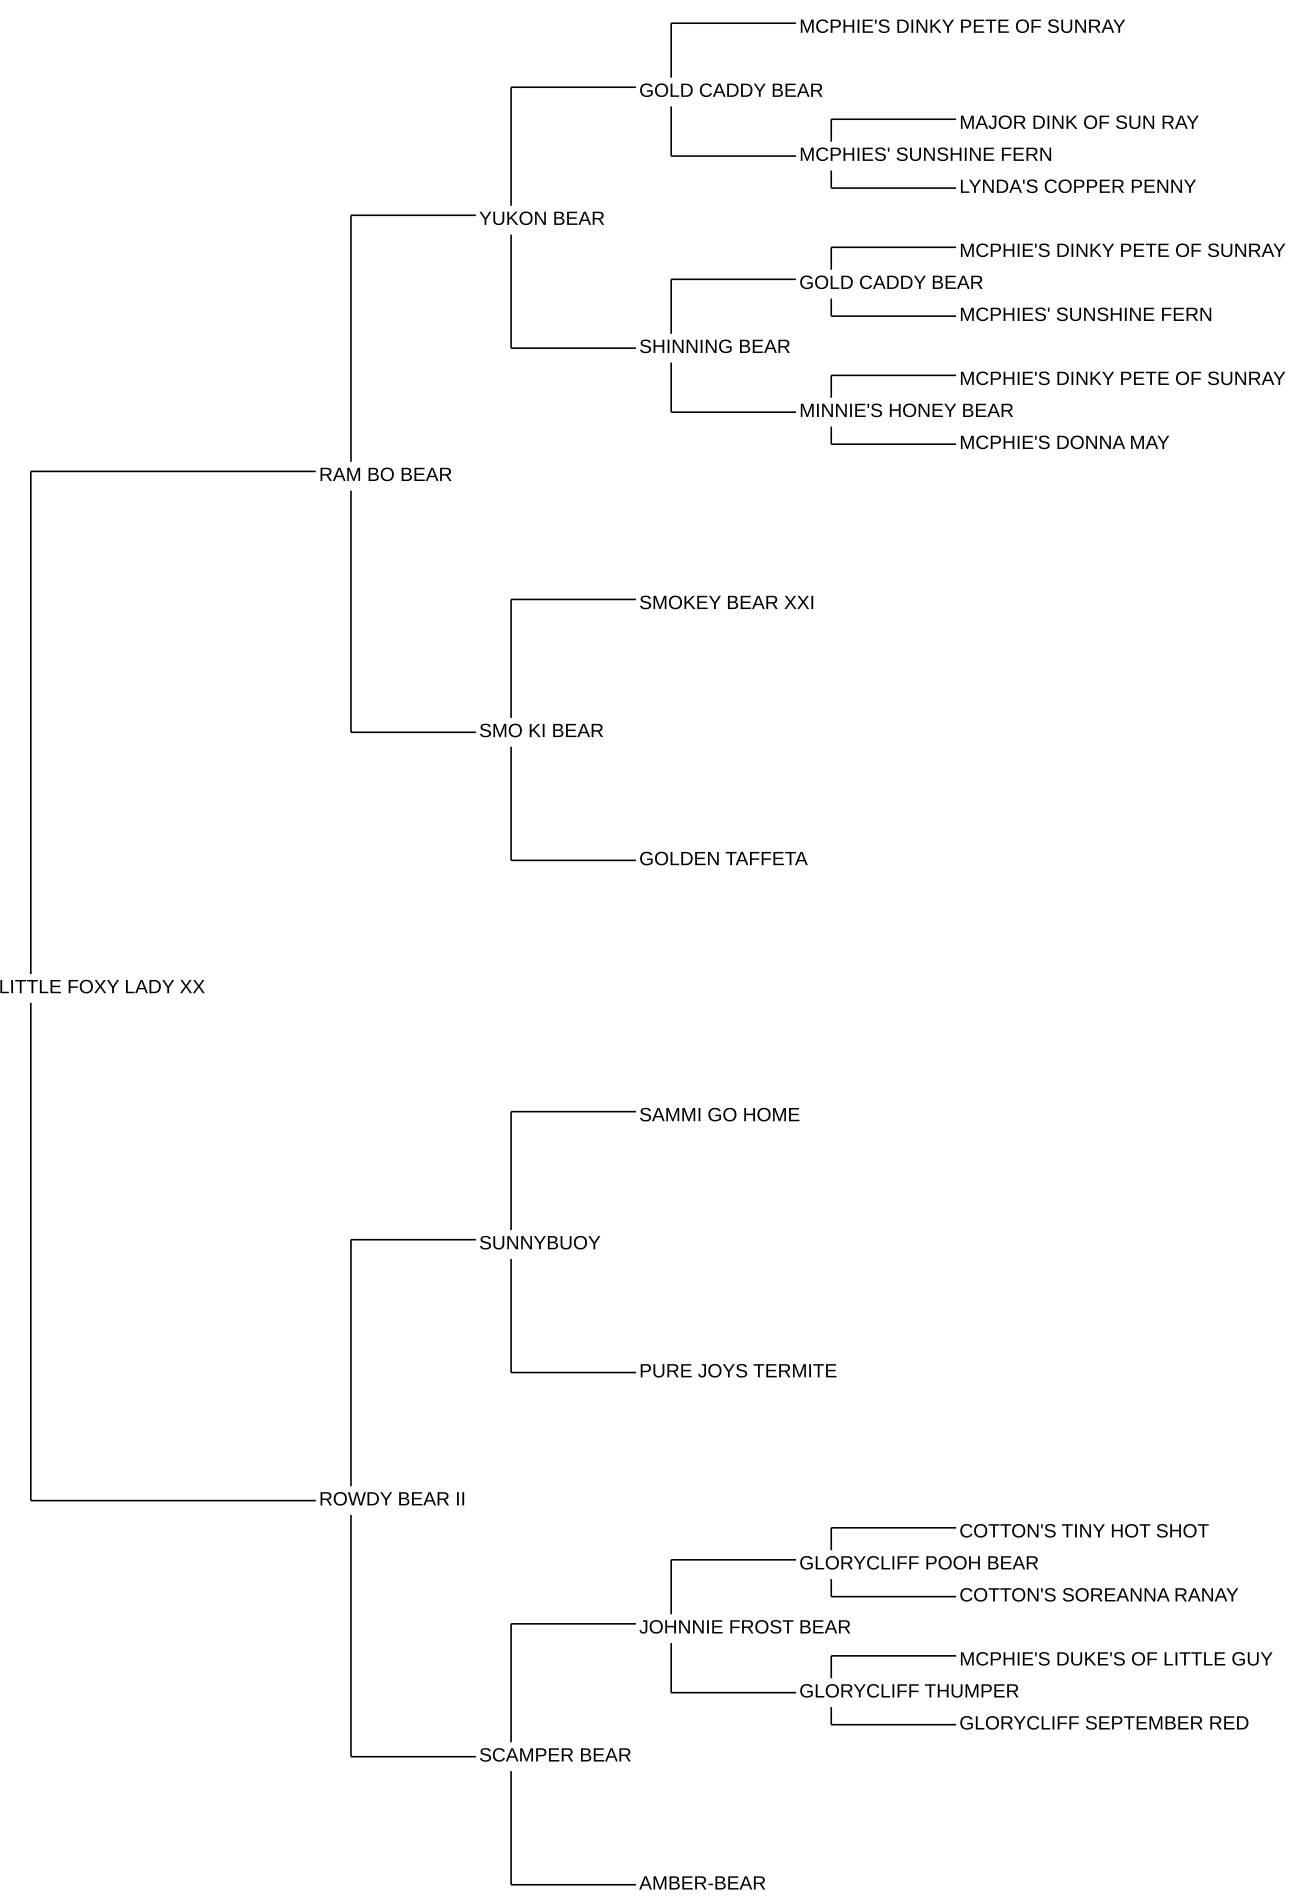 MCPHIE'S DINKY PETE OF SUNRAY
GOLD CADDY BEAR
MAJOR DINK OF SUN RAY
MCPHIES' SUNSHINE FERN
LYNDA'S COPPER PENNY
YUKON BEAR
MCPHIE'S DINKY PETE OF SUNRAY
GOLD CADDY BEAR
MCPHIES' SUNSHINE FERN
SHINNING BEAR
MCPHIE'S DINKY PETE OF SUNRAY
MINNIE'S HONEY BEAR
MCPHIE'S DONNA MAY
RAM BO BEAR
SMOKEY BEAR XXI
SMO KI BEAR
GOLDEN TAFFETA
LITTLE FOXY LADY XX
SAMMI GO HOME
SUNNYBUOY
PURE JOYS TERMITE
ROWDY BEAR II
COTTON'S TINY HOT SHOT
GLORYCLIFF POOH BEAR
COTTON'S SOREANNA RANAY
JOHNNIE FROST BEAR
MCPHIE'S DUKE'S OF LITTLE GUY
GLORYCLIFF THUMPER
GLORYCLIFF SEPTEMBER RED
SCAMPER BEAR
AMBER-BEAR